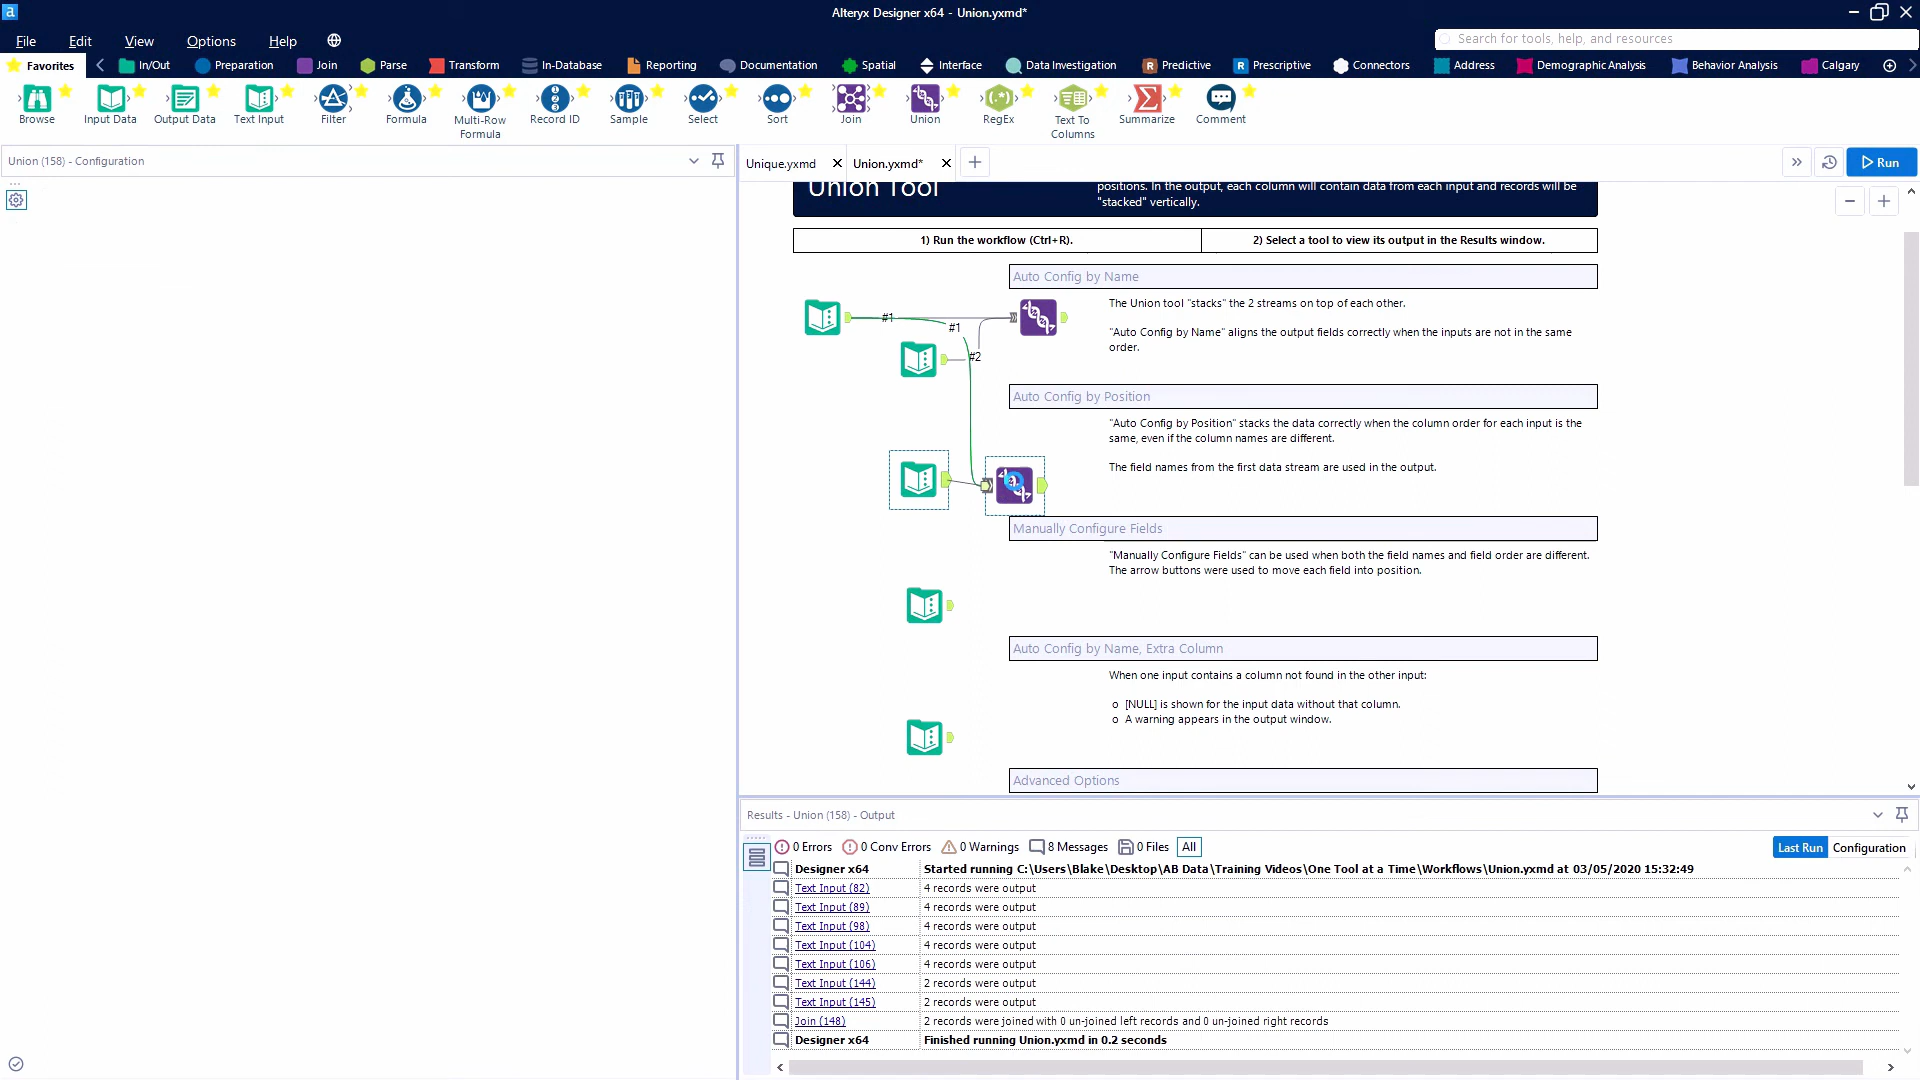 a
Alteryx Designer x64 - Union.yxmd*
File Edit View Options Help
Search for tools, help, and resources
Favorites In/Out Preparation Join Parse Transform In-Database Reporting Documentation Spatial Interface Data Investigation Predictive Prescriptive Connectors Address Demographic Analysis Behavior Analysis Calgary
Browse Input Data Output Data Text Input Filter Formula Multi-Row Formula Record ID Sample Select Sort Join Union RegEx Text To Columns Summarize Comment
Union (158) - Configuration
Unique.yxmd Union.yxmd* Run
Union Tool
positions. In the output, each column will contain data from each input and records will be
"stacked" vertically.
1) Run the workflow (Ctrl+R). 2) Select a tool to view its output in the Results window.
Auto Config by Name
The Union tool "stacks" the 2 streams on top of each other.
#1
#1
"Auto Config by Name" aligns the output fields correctly when the inputs are not in the same
order.
#2
Auto Config by Position
"Auto Config by Position" stacks the data correctly when the column order for each input is the
same, even if the column names are different.
The field names from the first data stream are used in the output.
Manually Configure Fields
"Manually Configure Fields" can be used when both the field names and field order are different.
The arrow buttons were used to move each field into position.
Auto Config by Name, Extra Column
When one input contains a column not found in the other input:
o [NULL] is shown for the input data without that column.
o A warning appears in the output window.
Advanced Options
Results - Union (158) - Output
0 Errors 0 Conv Errors 0 Warnings 8 Messages 0 Files All Last Run Configuration
Designer x64 Started running C:\Users\Blake\Desktop\AB Data\Training Videos\One Tool at a Time\Workflows\Union.yxmd at 03/05/2020 15:32:49
Text Input (82) 4 records were output
Text Input (89) 4 records were output
Text Input (98) 4 records were output
Text Input (104) 4 records were output
Text Input (106) 4 records were output
Text Input (144) 2 records were output
Text Input (145) 2 records were output
Join (148) 2 records were joined with 0 un-joined left records and 0 un-joined right records
Designer x64 Finished running Union.yxmd in 0.2 seconds